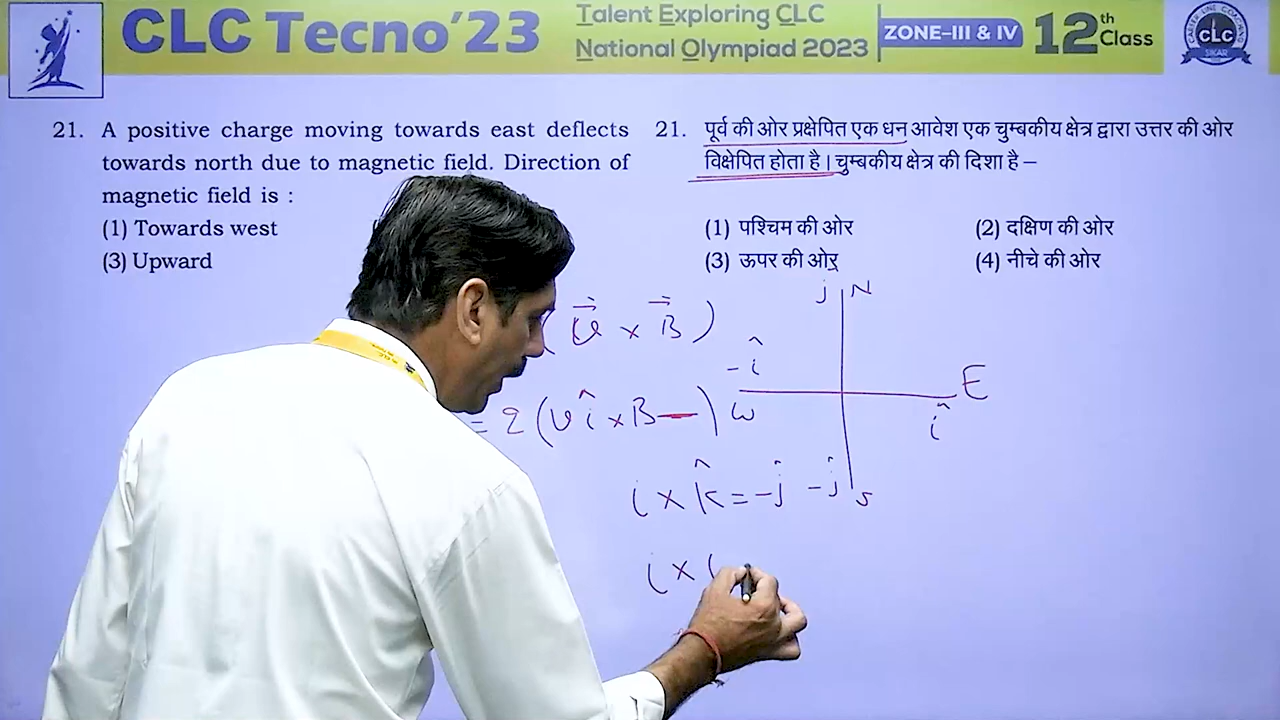 CLC Tecno'23
Talent Exploring CLC
National Olympiad 2023
ZONE–III & IV
12th Class
CLC
SIKAR
21. A positive charge moving towards east deflects
towards north due to magnetic field. Direction of
magnetic field is :
(1) Towards west
(3) Upward
21. पूर्व की ओर प्रक्षेपित एक धन आवेश एक चुम्बकीय क्षेत्र द्वारा उत्तर की ओर
विक्षेपित होता है। चुम्बकीय क्षेत्र की दिशा है –
(1) पश्चिम की ओर (2) दक्षिण की ओर
(3) ऊपर की ओर (4) नीचे की ओर
j N
(v⃗ × B⃗)
-î
E
= q (vî × B—) W
î
i × k̂ = -j -j S
i × (